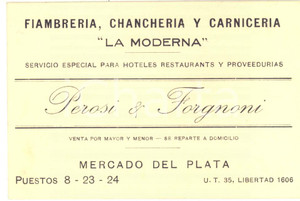 FIAMBRERIA, CHANCHERIA Y CARNICERIA
"LA MODERNA"
SERVICIO ESPECIAL PARA HOTELES RESTAURANTS Y PROVEEDURIAS
Perosi & Forgnoni
VENTA POR MAYOR Y MENOR — SE REPARTE A DOMICILIO
MERCADO DEL PLATA
PUESTOS 8 - 23 - 24
U. T. 35, LIBERTAD 1606